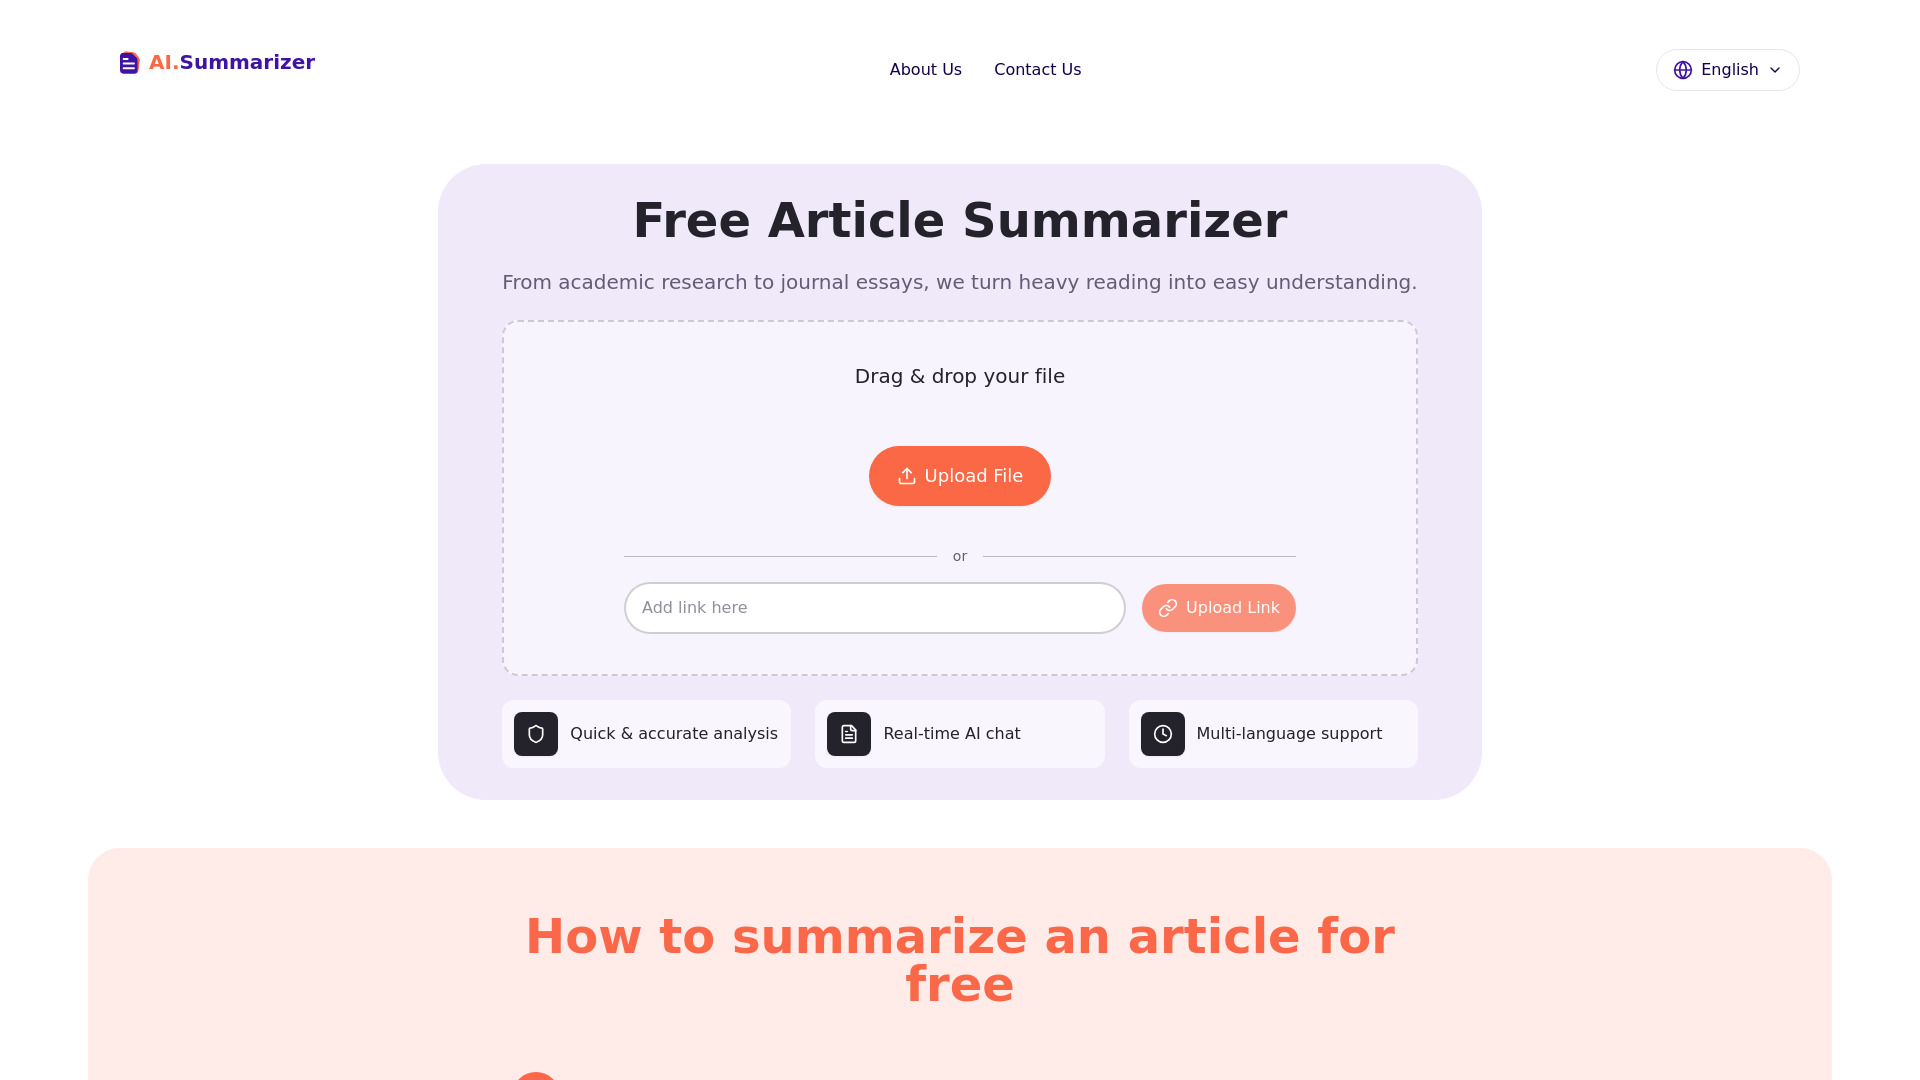 AI.Summarizer
About Us
Contact Us
English
Free Article Summarizer
From academic research to journal essays, we turn heavy reading into easy understanding.
Drag & drop your file
Upload File
or
Add link here
Upload Link
Quick & accurate analysis
Real-time AI chat
Multi-language support
How to summarize an article for
free